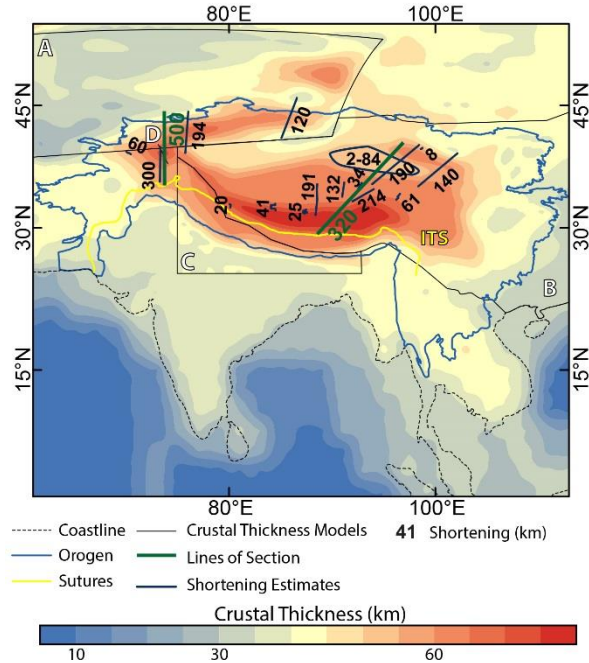 80°E 100°E
A
45°N 45°N
D 500 194 120
60
300
2-84 8
191 132 34 190 140
20 41 25 214 61
320
30°N ITS 30°N
C
B
15°N 15°N
80°E 100°E
Coastline Crustal Thickness Models 41 Shortening (km)
Orogen Lines of Section
Sutures Shortening Estimates
Crustal Thickness (km)
10 30 60